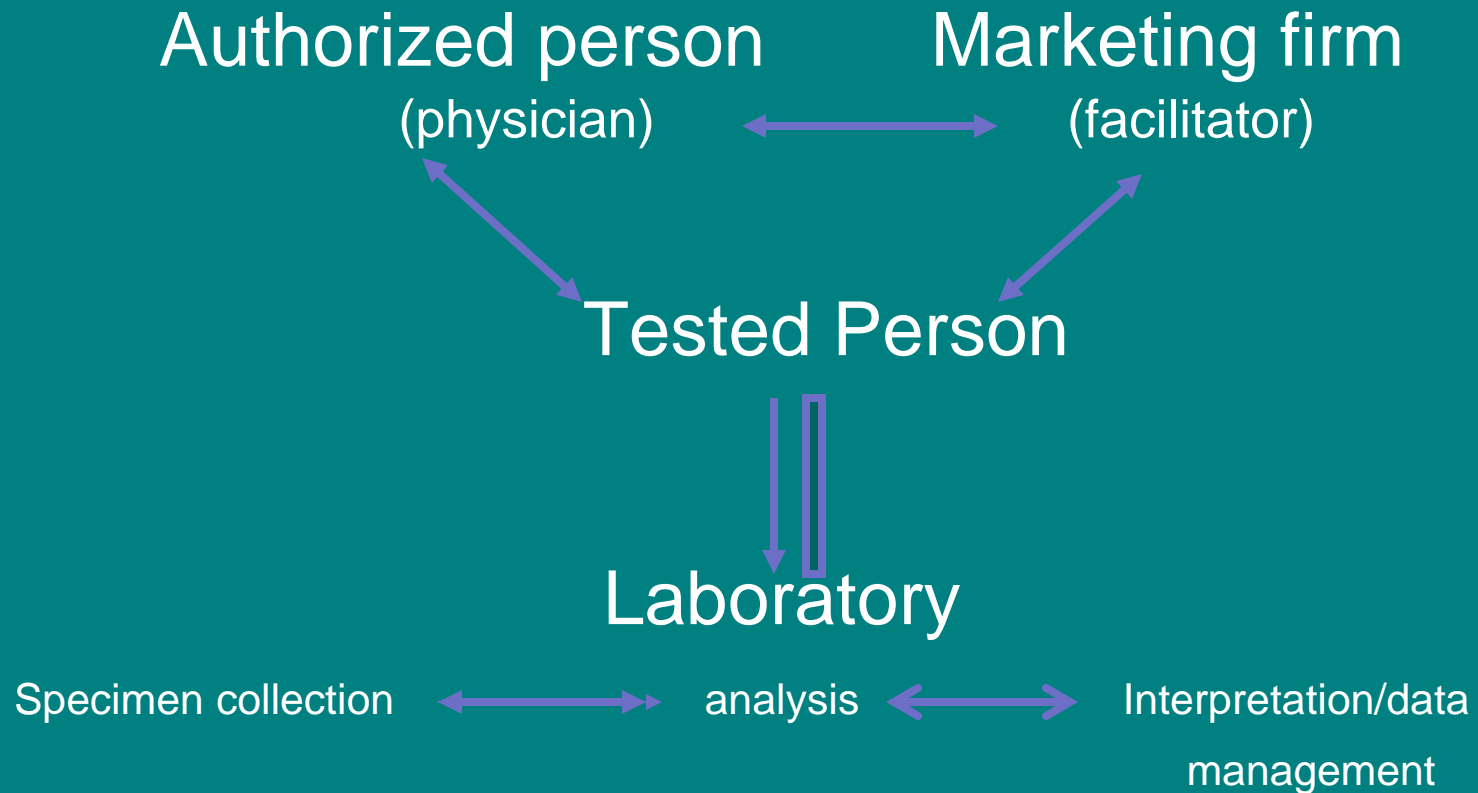 Authorized person
Marketing firm
(physician)
(facilitator)
Tested Person
Laboratory
Specimen collection
analysis
Interpretation/data
management